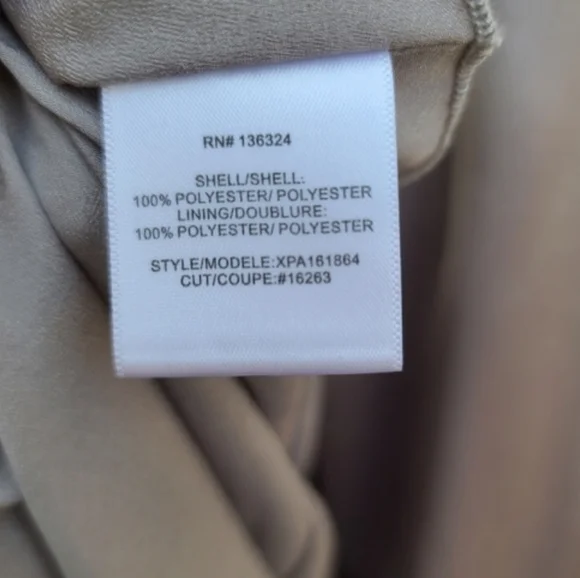 RN# 136324
SHELL/SHELL:
100% POLYESTER/ POLYESTER
LINING/DOUBLURE:
100% POLYESTER/ POLYESTER
STYLE/MODELE:XPA161864
CUT/COUPE:#16263